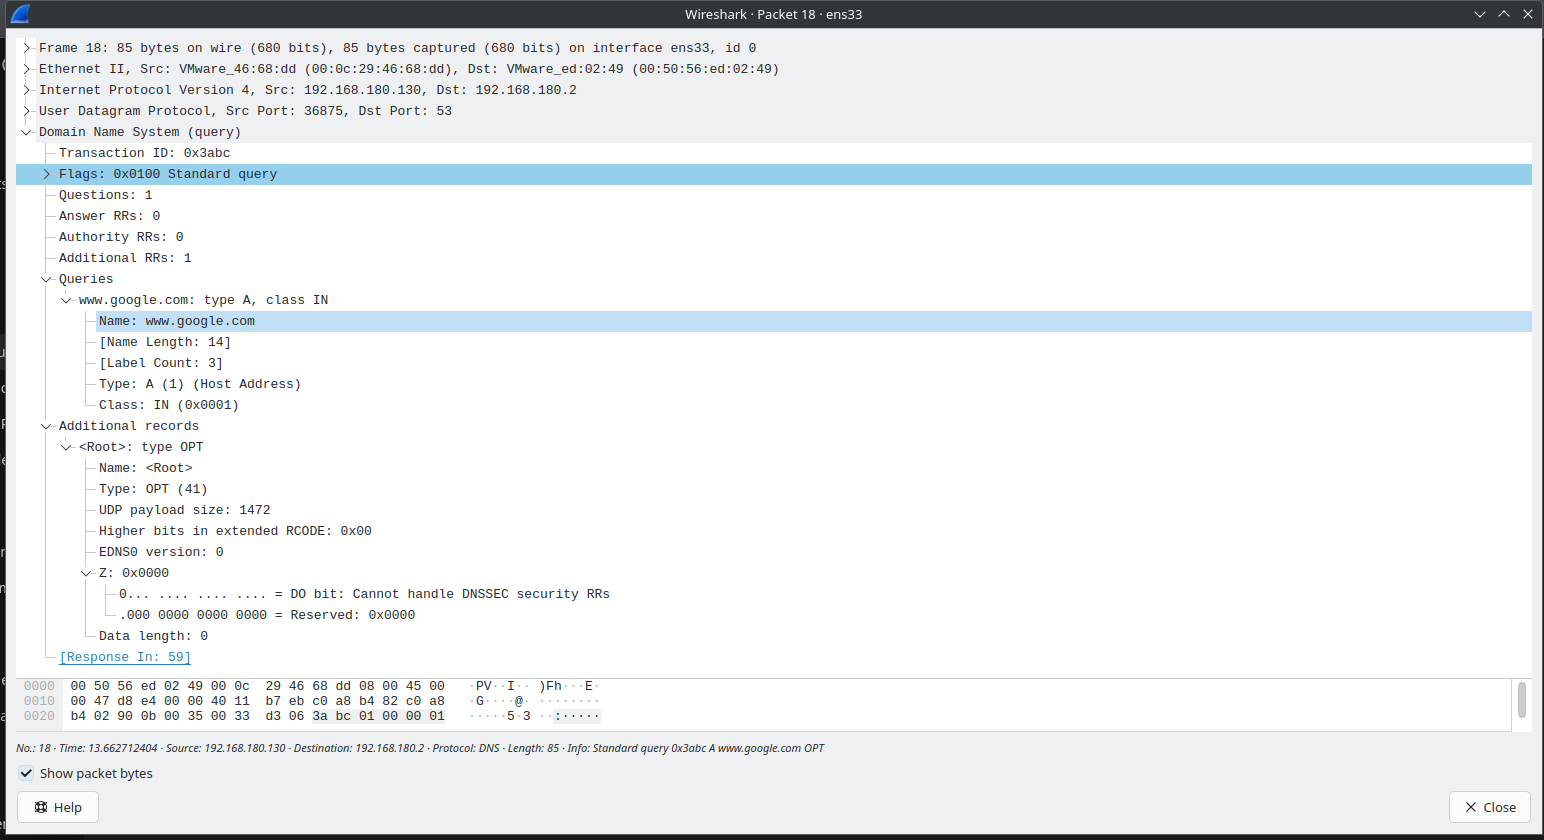 Wireshark · Packet 18 · ens33
Frame 18: 85 bytes on wire (680 bits), 85 bytes captured (680 bits) on interface ens33, id 0
Ethernet II, Src: VMware_46:68:dd (00:0c:29:46:68:dd), Dst: VMware_ed:02:49 (00:50:56:ed:02:49)
Internet Protocol Version 4, Src: 192.168.180.130, Dst: 192.168.180.2
User Datagram Protocol, Src Port: 36875, Dst Port: 53
Domain Name System (query)
Transaction ID: 0x3abc
Flags: 0x0100 Standard query
Questions: 1
Answer RRs: 0
Authority RRs: 0
Additional RRs: 1
Queries
www.google.com: type A, class IN
Name: www.google.com
[Name Length: 14]
[Label Count: 3]
Type: A (1) (Host Address)
Class: IN (0x0001)
Additional records
<Root>: type OPT
Name: <Root>
Type: OPT (41)
UDP payload size: 1472
Higher bits in extended RCODE: 0x00
EDNS0 version: 0
Z: 0x0000
0... .... .... .... = DO bit: Cannot handle DNSSEC security RRs
.000 0000 0000 0000 = Reserved: 0x0000
Data length: 0
[Response In: 59]
0000 00 50 56 ed 02 49 00 0c 29 46 68 dd 08 00 45 00 ·PV··I·· )Fh···E·
0010 00 47 d8 e4 00 00 40 11 b7 eb c0 a8 b4 82 c0 a8 ·G····@· ········
0020 b4 02 90 0b 00 35 00 33 d3 06 3a bc 01 00 00 01 ·····5·3 ··:·····
No.: 18 · Time: 13.662712404 · Source: 192.168.180.130 · Destination: 192.168.180.2 · Protocol: DNS · Length: 85 · Info: Standard query 0x3abc A www.google.com OPT
Show packet bytes
Help
Close